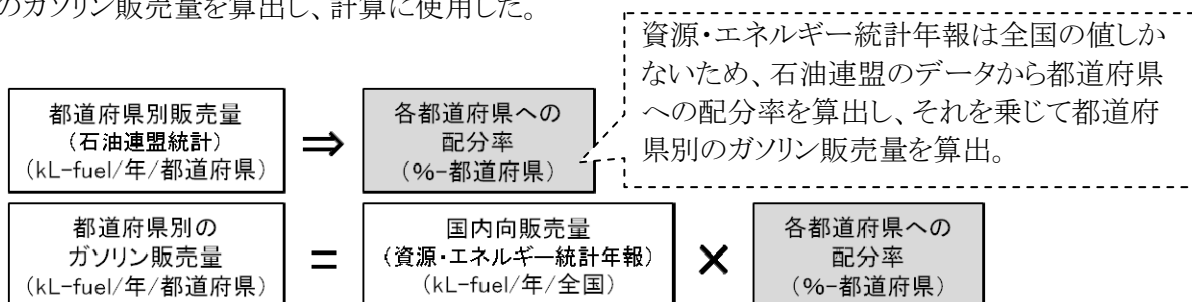 のガソリン販売量を算出し、計算に使用した。
資源・エネルギー統計年報は全国の値しか
ないため、石油連盟のデータから都道府県
への配分率を算出し、それを乗じて都道府
県別のガソリン販売量を算出。
都道府県別販売量
(石油連盟統計)
(kL-fuel/年/都道府県)
⇒
各都道府県への
配分率
(%-都道府県)
都道府県別の
ガソリン販売量
(kL-fuel/年/都道府県)
=
国内向販売量
(資源・エネルギー統計年報)
(kL-fuel/年/全国)
×
各都道府県への
配分率
(%-都道府県)